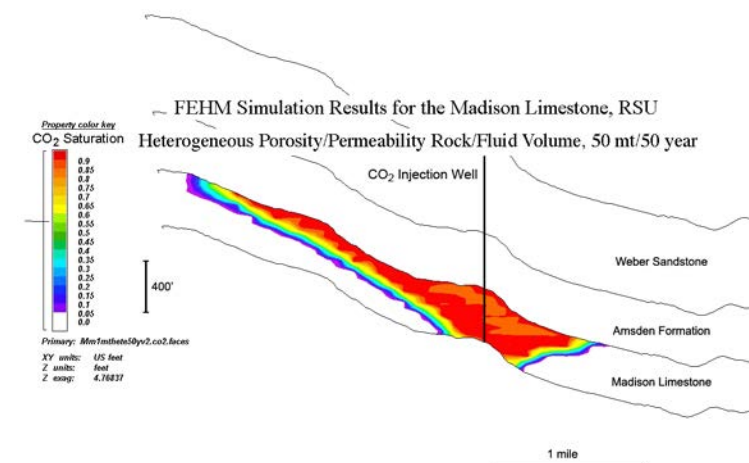 FEHM Simulation Results for the Madison Limestone, RSU
Heterogeneous Porosity/Permeability Rock/Fluid Volume, 50 mt/50 year
Property color key
CO2 Saturation
0.9
0.85
0.8
0.75
0.7
0.65
0.6
0.55
0.5
0.45
0.4
0.35
0.3
0.25
0.2
0.15
0.1
0.05
0.0
CO2 Injection Well
400'
Weber Sandstone
Amsden Formation
Madison Limestone
Primary: Mm1mthete50yv2.co2.faces
XY units: US feet
Z units: feet
Z exag: 4.76837
1 mile